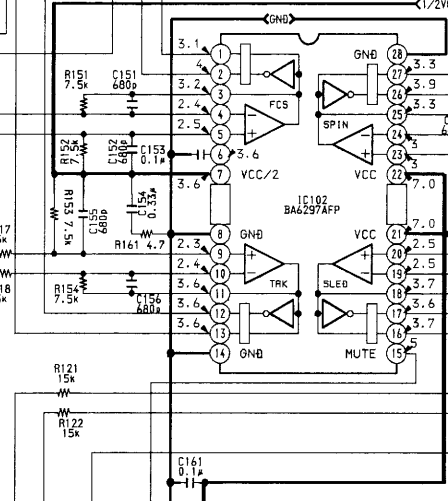 1/2V
GND
3.1
1
28
R151
7.5k
C151
680p
4
2
GND
27
3.3
3.2
3
26
3.9
FCS
2.4
4
25
3.3
R152
7.5k
C152
680p
C153
0.1µ
2.5
5
SPIN
24
3
3.6
6
23
3
3.6
7
VCC/2
VCC
22
7.0
R153 7.5k
C155
680p
C154
0.33µ
IC102
BA6297AFP
R161 4.7
8
GND
VCC
21
7.0
17
k
2.3
9
20
2.5
18
k
2.4
10
19
2.5
R154
7.5k
C156
680p
3.6
11
TRK
SLED
18
3.7
3.6
12
17
3.6
3.6
13
16
3.7
14
GND
MUTE
15
5
R121
15k
R122
15k
C161
0.1µ